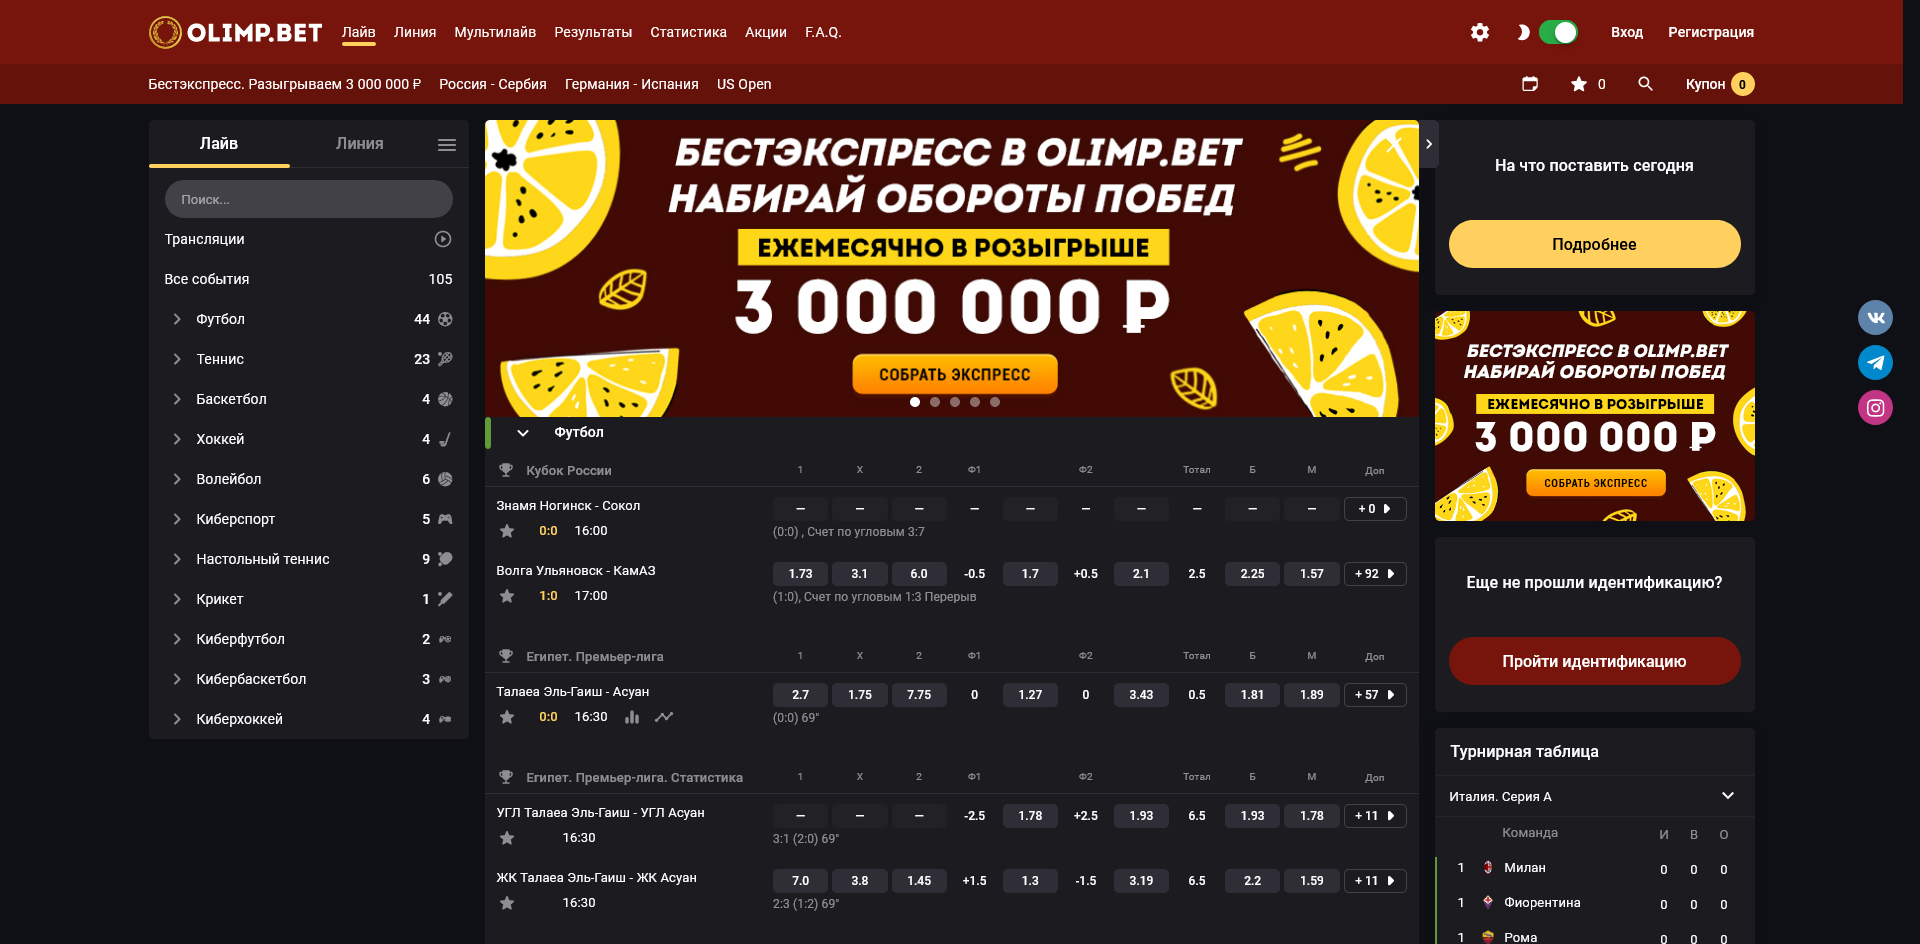 OLIMP.BET Лайв Линия Мультилайв Результаты Статистика Акции F.A.Q. Вход Регистрация
Бестэкспресс. Разыгрываем 3 000 000 ₽ Россия - Сербия Германия - Испания US Open 0 Купон 0
Лайв Линия
Поиск...
Трансляции
Все события 105
Футбол 44
Теннис 23
Баскетбол 4
Хоккей 4
Волейбол 6
Киберспорт 5
Настольный теннис 9
Крикет 1
Киберфутбол 2
Кибербаскетбол 3
Киберхоккей 4
БЕСТЭКСПРЕСС В OLIMP.BET
НАБИРАЙ ОБОРОТЫ ПОБЕД
ЕЖЕМЕСЯЧНО В РОЗЫГРЫШЕ
3 000 000 ₽
СОБРАТЬ ЭКСПРЕСС
Футбол
Кубок России 1 X 2 Ф1 Ф2 Тотал Б М Доп
Знамя Ногинск - Сокол – – – – – – – – – – + 0
0:0 16:00 (0:0) , Счет по угловым 3:7
Волга Ульяновск - КамАЗ 1.73 3.1 6.0 -0.5 1.7 +0.5 2.1 2.5 2.25 1.57 + 92
1:0 17:00 (1:0), Счет по угловым 1:3 Перерыв
Египет. Премьер-лига 1 X 2 Ф1 Ф2 Тотал Б М Доп
Талаеа Эль-Гаиш - Асуан 2.7 1.75 7.75 0 1.27 0 3.43 0.5 1.81 1.89 + 57
0:0 16:30 (0:0) 69"
Египет. Премьер-лига. Статистика 1 X 2 Ф1 Ф2 Тотал Б М Доп
УГЛ Талаеа Эль-Гаиш - УГЛ Асуан – – – -2.5 1.78 +2.5 1.93 6.5 1.93 1.78 + 11
16:30 3:1 (2:0) 69"
ЖК Талаеа Эль-Гаиш - ЖК Асуан 7.0 3.8 1.45 +1.5 1.3 -1.5 3.19 6.5 2.2 1.59 + 11
16:30 2:3 (1:2) 69"
На что поставить сегодня
Подробнее
БЕСТЭКСПРЕСС В OLIMP.BET
НАБИРАЙ ОБОРОТЫ ПОБЕД
ЕЖЕМЕСЯЧНО В РОЗЫГРЫШЕ
3 000 000 ₽
СОБРАТЬ ЭКСПРЕСС
Еще не прошли идентификацию?
Пройти идентификацию
Турнирная таблица
Италия. Серия А
Команда И В О
1 Милан 0 0 0
1 Фиорентина 0 0 0
1 Рома 0 0 0